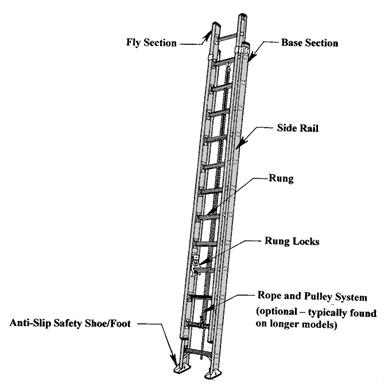 Fly Section
Base Section
Side Rail
Rung
Rung Locks
Rope and Pulley System
(optional – typically found
on longer models)
Anti-Slip Safety Shoe/Foot